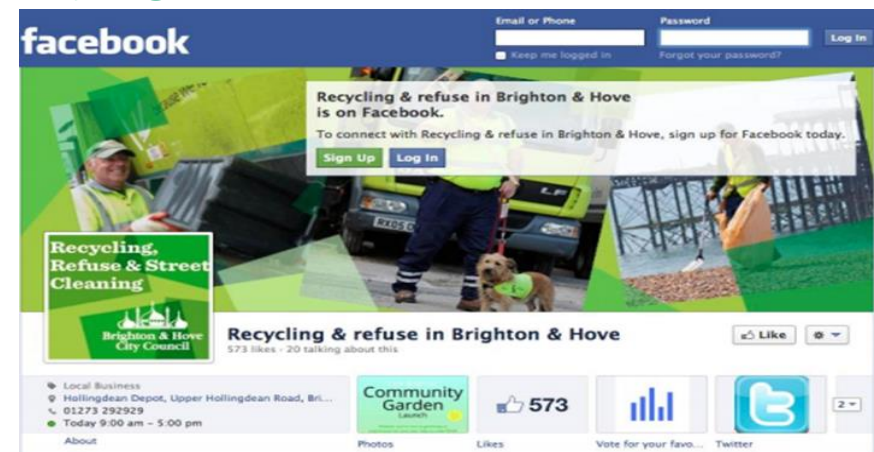 Email or Phone
Password
facebook
Log In
Keep me logged in
Forgot your password?
Recycling & refuse in Brighton & Hove
is on Facebook.
To connect with Recycling & refuse in Brighton & Hove, sign up for Facebook today.
Sign Up
Log In
Recycling,
Refuse & Street
Cleaning
Brighton & Hove
City Council
Recycling & refuse in Brighton & Hove
573 likes · 20 talking about this
Like
Local Business
Hollingdean Depot, Upper Hollingdean Road, Bri...
01273 292929
Today 9:00 am – 5:00 pm
About
Community
Garden
Launch
Photos
573
Likes
Vote for your favo...
Twitter
2